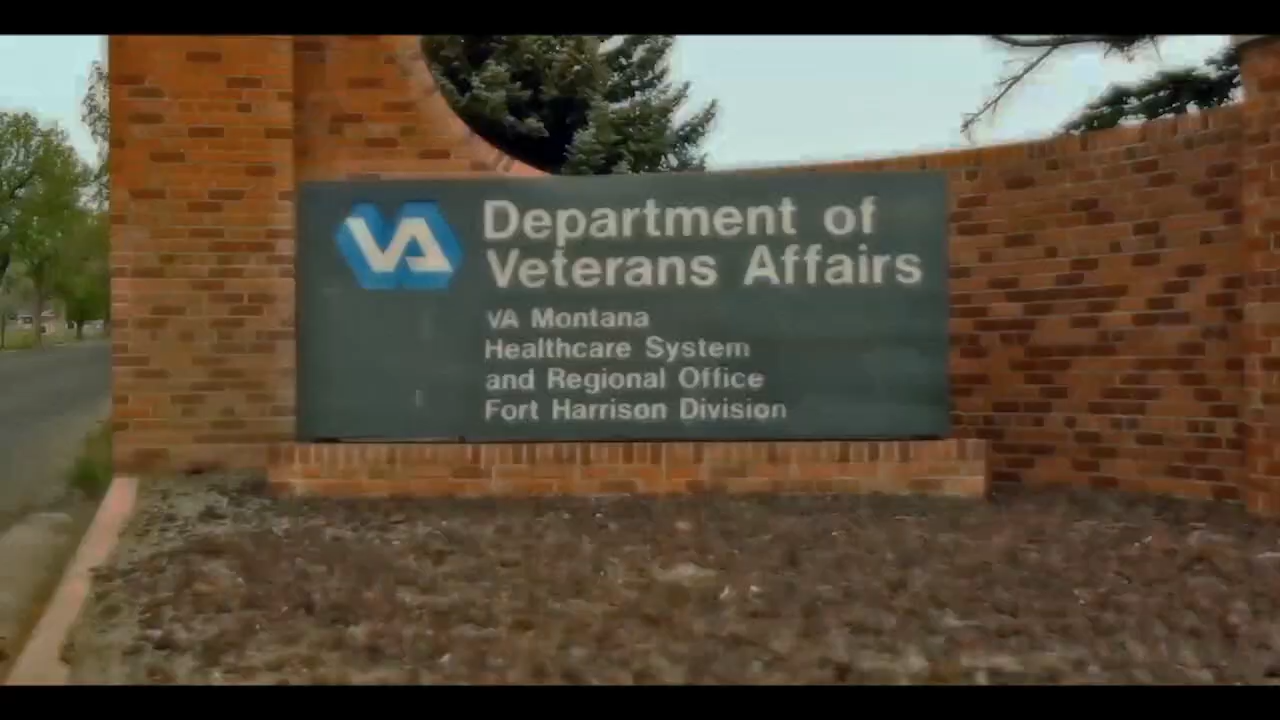 VA
Department of
Veterans Affairs
VA Montana
Healthcare System
and Regional Office
Fort Harrison Division